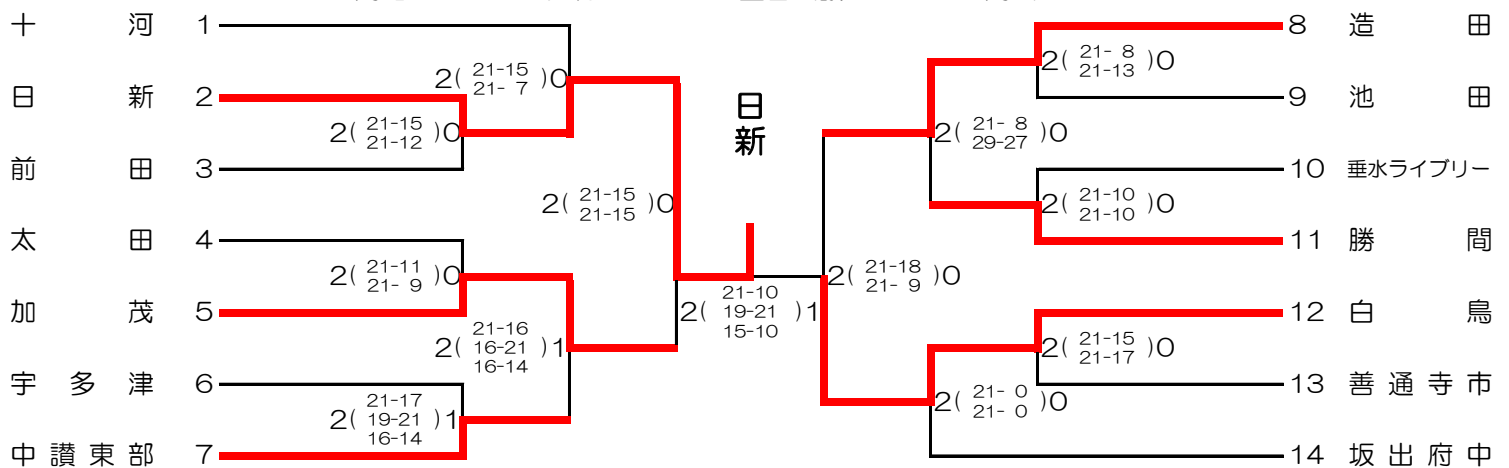 十河 1
日新 2
前田 3
太田 4
加茂 5
宇多津 6
中讃東部 7
2( 21-15 )0
21- 7
2( 21-15 )0
21-12
2( 21-15 )0
21-15
2( 21-11 )0
21- 9
2( 21-16 )1
16-21
16-14
2( 21-17 )1
19-21
16-14
日新
2( 21-10 )1
19-21
15-10
2( 21- 8 )0
21-13
2( 21- 8 )0
29-27
2( 21-10 )0
21-10
2( 21-18 )0
21- 9
2( 21-15 )0
21-17
2( 21- 0 )0
21- 0
8 造田
9 池田
10 垂水ライブリー
11 勝間
12 白鳥
13 善通寺市
14 坂出府中